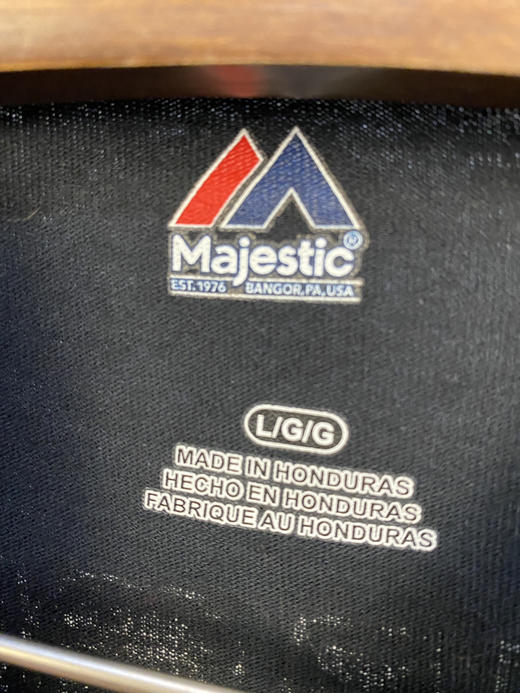 Majestic®
EST. 1976 BANGOR, PA, USA
L/G/G
MADE IN HONDURAS
HECHO EN HONDURAS
FABRIQUE AU HONDURAS